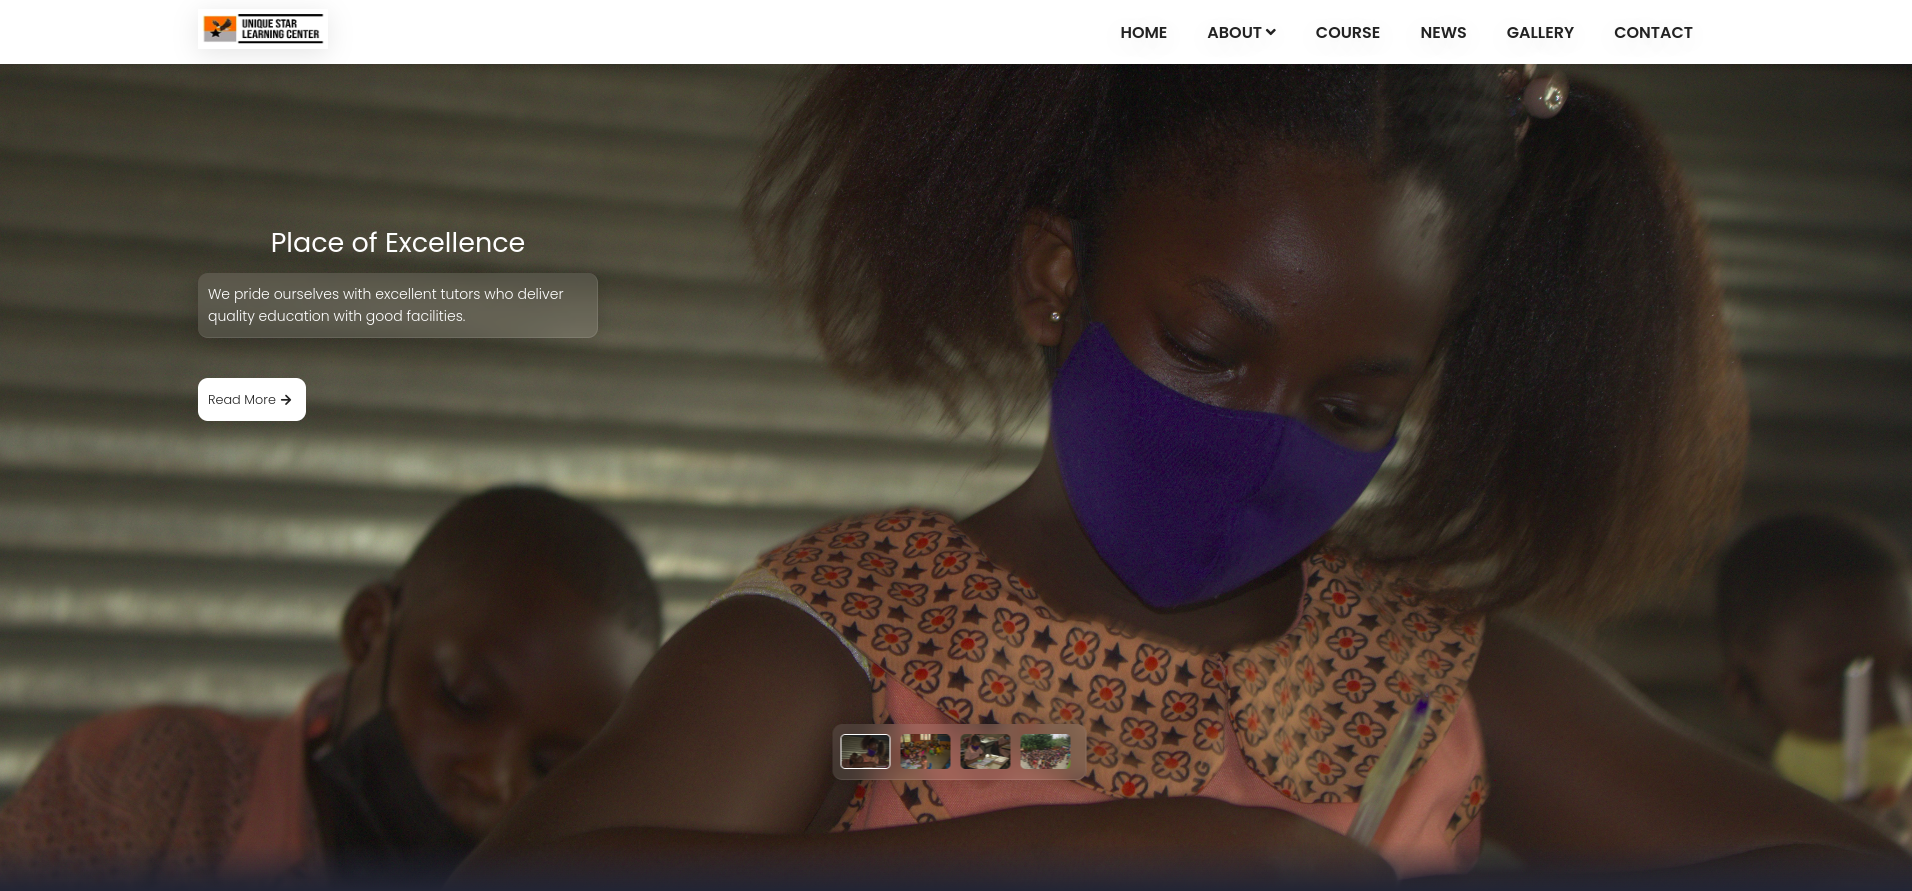 UNIQUE STAR
LEARNING CENTER
HOME
ABOUT
COURSE
NEWS
GALLERY
CONTACT
Place of Excellence
We pride ourselves with excellent tutors who deliver
quality education with good facilities.
Read More